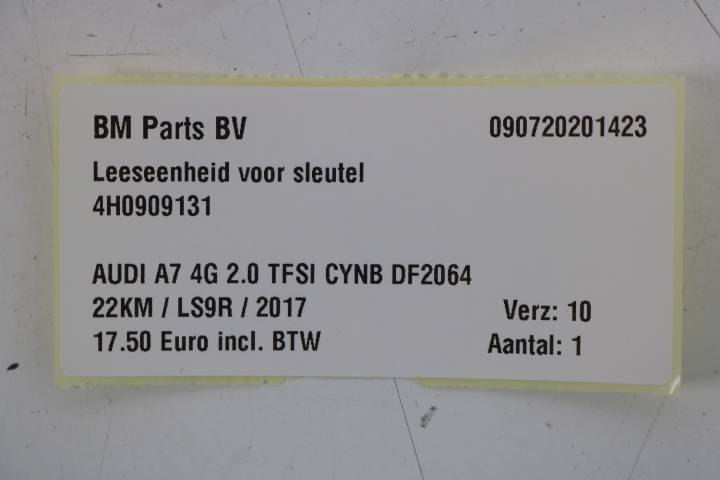 BM Parts BV 090720201423
Leeseenheid voor sleutel
4H0909131
AUDI A7 4G 2.0 TFSI CYNB DF2064
22KM / LS9R / 2017 Verz: 10
17.50 Euro incl. BTW Aantal: 1